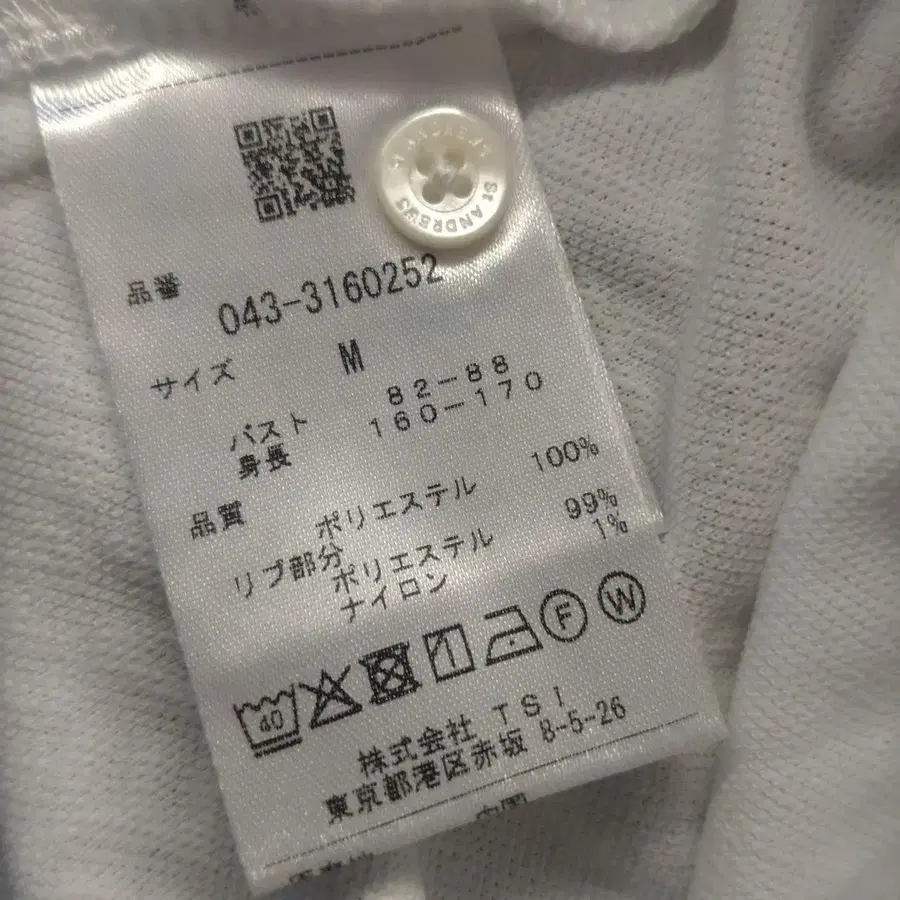 St ANDREWS
品番 043-3160252
サイズ M
バスト 82-88
身長 160-170
品質 ポリエステル 100%
リブ部分
ポリエステル 99%
ナイロン 1%
40 F W
株式会社 TSI
東京都港区赤坂 8-5-26